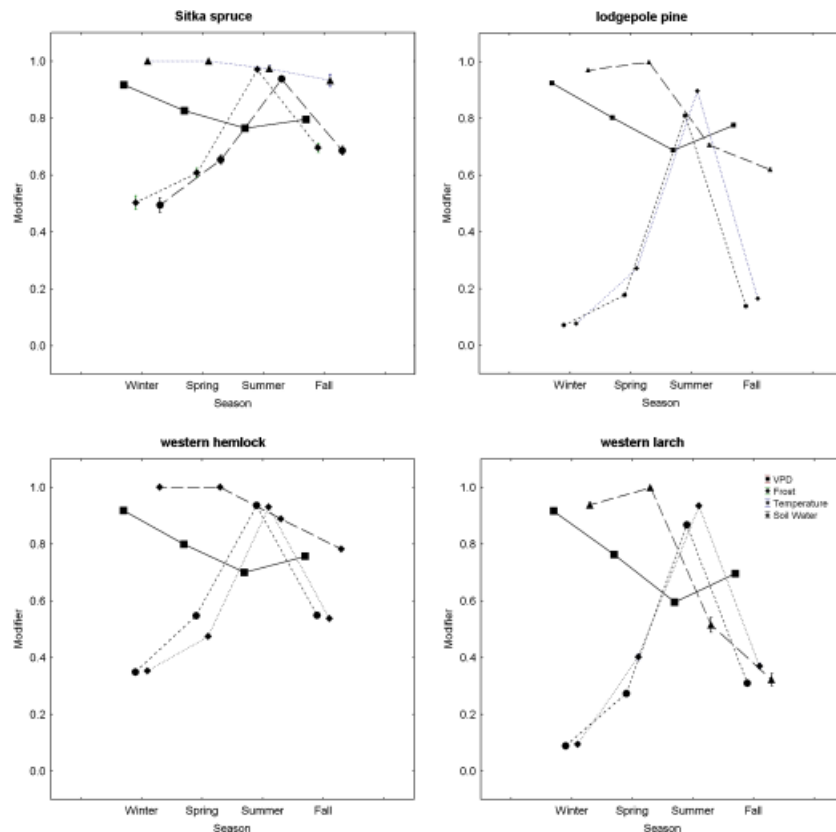 Sitka spruce
1.0
0.8
0.6
0.4
0.2
0.0
Modifier
Winter Spring Summer Fall
Season
lodgepole pine
1.0
0.8
0.6
0.4
0.2
0.0
Modifier
Winter Spring Summer Fall
Season
western hemlock
1.0
0.8
0.6
0.4
0.2
0.0
Modifier
Winter Spring Summer Fall
Season
western larch
VPD
Frost
Temperature
Soil Water
1.0
0.8
0.6
0.4
0.2
0.0
Modifier
Winter Spring Summer Fall
Season